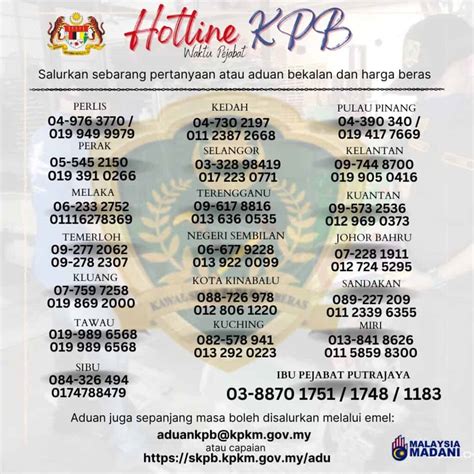 Hotline KPB
Waktu Pejabat
Salurkan sebarang pertanyaan atau aduan bekalan dan harga beras
PERLIS
04-976 3770 /
019 949 9979
KEDAH
04-730 2197
011 2387 2668
PULAU PINANG
04-390 340 /
019 417 7669
PERAK
05-545 2150
019 391 0266
SELANGOR
03-328 98419
017 223 0771
KELANTAN
09-744 8700
019 905 0416
MELAKA
06-233 2752
01116278369
TERENGGANU
09-617 8816
013 636 0535
KUANTAN
09-573 2536
012 969 0373
TEMERLOH
09-277 2062
09-278 2307
NEGERI SEMBILAN
06-677 9228
013 922 0099
JOHOR BAHRU
07-228 1911
012 724 5295
KLUANG
07-759 7258
019 869 2000
KOTA KINABALU
088-726 978
012 806 1220
SANDAKAN
089-227 209
011 2339 6355
TAWAU
019-989 6568
019 989 6568
KUCHING
082-578 941
013 292 0223
MIRI
013-841 8626
011 5859 8300
SIBU
084-326 494
0174788479
IBU PEJABAT PUTRAJAYA
03-8870 1751 / 1748 / 1183
Aduan juga sepanjang masa boleh disalurkan melalui emel:
aduankpb@kpkm.gov.my
atau capaian
https://skpb.kpkm.gov.my/adu
MALAYSIA
MADANI